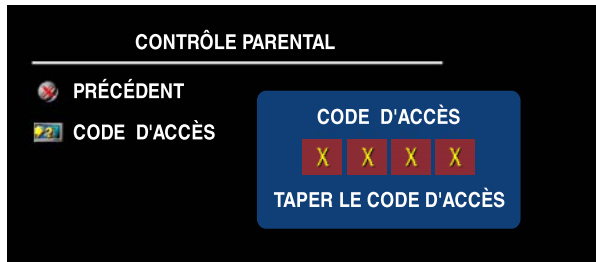 CONTRÔLE PARENTAL
PRÉCÉDENT
CODE D'ACCÈS
CODE D'ACCÈS
X X X X
TAPER LE CODE D'ACCÈS